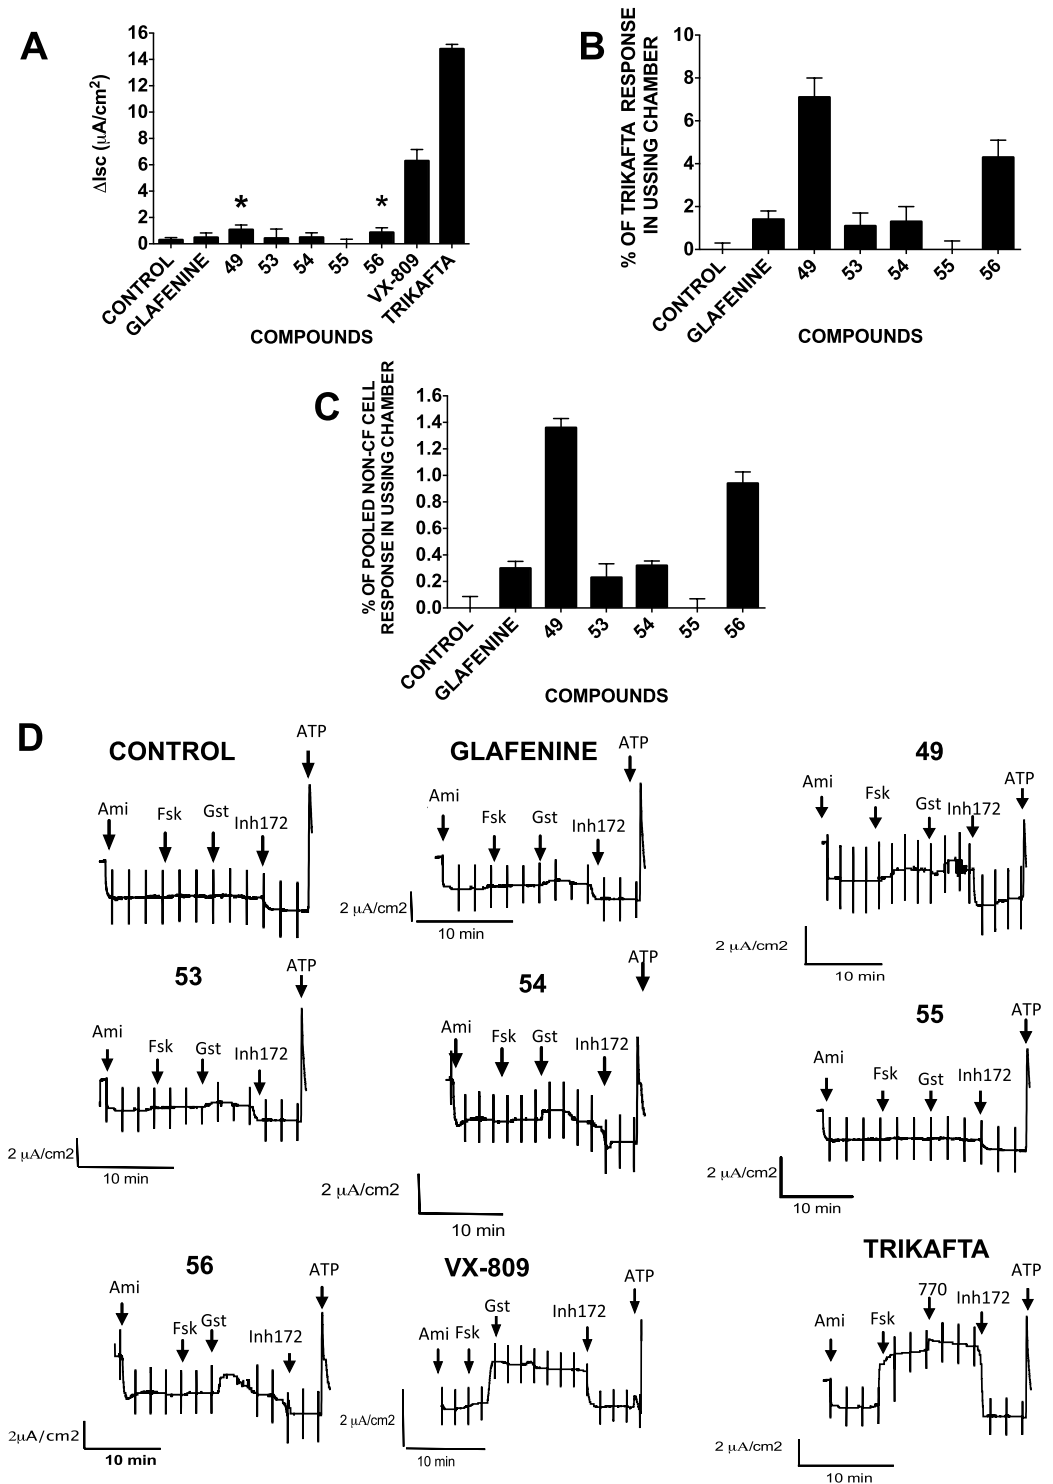 A
ΔIsc (µA/cm²)
16
14
12
10
8
6
4
2
0
*
*
CONTROL
GLAFENINE
49
53
54
55
56
VX-809
TRIKAFTA
COMPOUNDS
B
% OF TRIKAFTA RESPONSE
IN USSING CHAMBER
10
8
6
4
2
0
CONTROL
GLAFENINE
49
53
54
55
56
COMPOUNDS
C
% OF POOLED NON-CF CELL
RESPONSE IN USSING CHAMBER
1.6
1.4
1.2
1.0
0.8
0.6
0.4
0.2
0.0
CONTROL
GLAFENINE
49
53
54
55
56
COMPOUNDS
D
CONTROL
Ami
Fsk
Gst
Inh172
ATP
GLAFENINE
Ami
Fsk
Gst
Inh172
ATP
2 µA/cm2
10 min
49
Ami
Fsk
Gst
Inh172
ATP
2 µA/cm2
10 min
53
Ami
Fsk
Gst
Inh172
ATP
2 µA/cm2
10 min
54
Ami
Fsk
Gst
Inh172
ATP
2 µA/cm2
10 min
55
Ami
Fsk
Gst
Inh172
ATP
2 µA/cm2
10 min
56
Ami
Fsk
Gst
Inh172
ATP
2µA/cm2
10 min
VX-809
Ami
Fsk
Gst
Inh172
ATP
2 µA/cm2
10 min
TRIKAFTA
Ami
Fsk
770
Inh172
ATP
2 µA/cm2
10 min